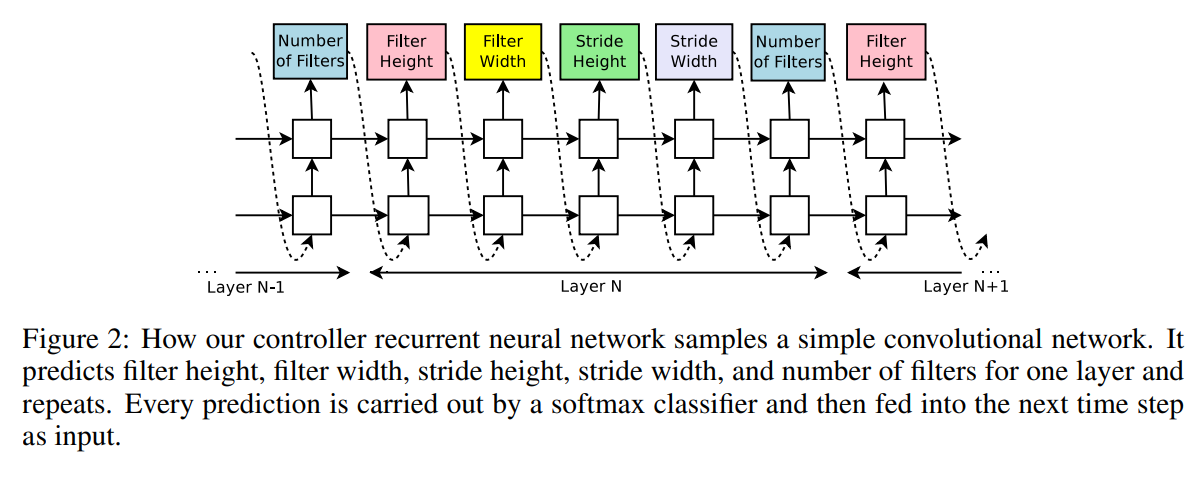 Number of Filters
Filter Height
Filter Width
Stride Height
Stride Width
Number of Filters
Filter Height
... Layer N-1
Layer N
Layer N+1 ...
Figure 2: How our controller recurrent neural network samples a simple convolutional network. It
predicts filter height, filter width, stride height, stride width, and number of filters for one layer and
repeats. Every prediction is carried out by a softmax classifier and then fed into the next time step
as input.